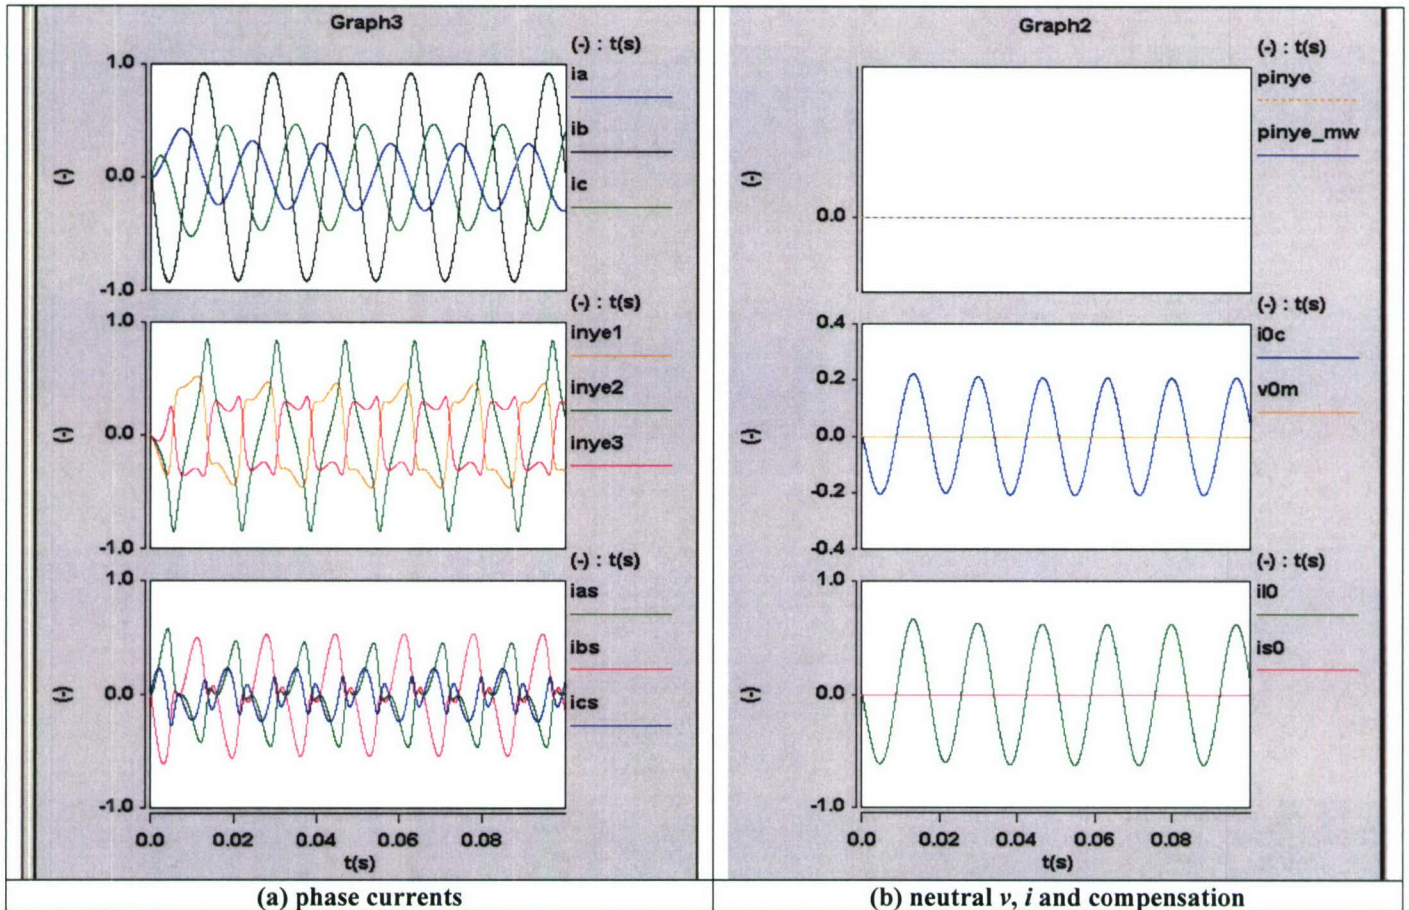 Graph3
(-) : t(s)
ia
ib
ic
1.0
0.0
-1.0
(-)
(-) : t(s)
inye1
inye2
inye3
1.0
0.0
-1.0
(-)
(-) : t(s)
ias
ibs
ics
1.0
0.0
-1.0
(-)
0.0 0.02 0.04 0.06 0.08
t(s)
(a) phase currents
Graph2
(-) : t(s)
pinye
pinye_mw
0.0
(-)
(-) : t(s)
i0c
v0m
0.4
0.2
0.0
-0.2
-0.4
(-)
(-) : t(s)
il0
is0
1.0
0.0
-1.0
(-)
0.0 0.02 0.04 0.06 0.08
t(s)
(b) neutral v, i and compensation